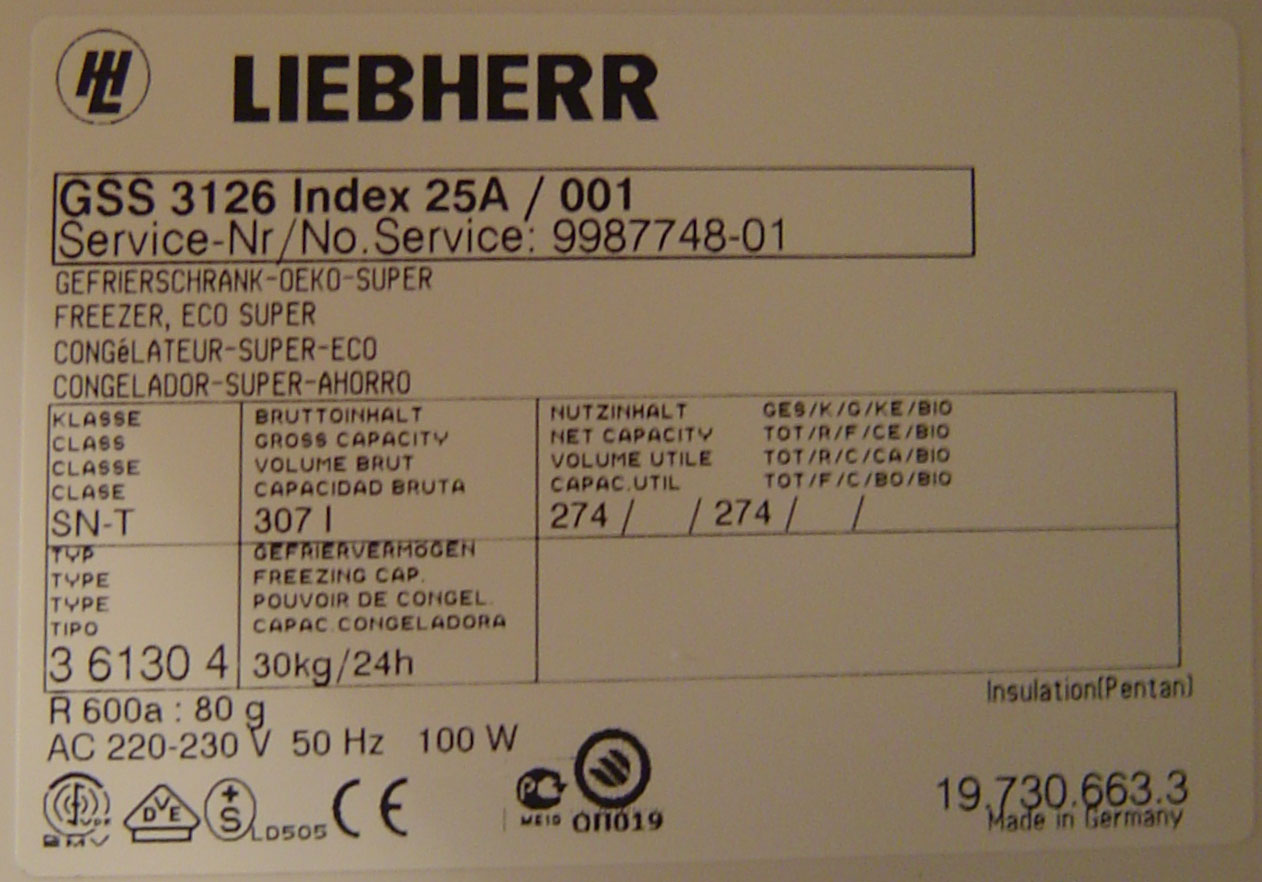 LIEBHERR
GSS 3126 Index 25A / 001
Service-Nr/No.Service: 9987748-01
GEFRIERSCHRANK-OEKO-SUPER
FREEZER, ECO SUPER
CONGéLATEUR-SUPER-ECO
CONGELADOR-SUPER-AHORRO
KLASSE BRUTTOINHALT NUTZINHALT GES/K/G/KE/BIO
CLASS GROSS CAPACITY NET CAPACITY TOT/R/F/CE/BIO
CLASSE VOLUME BRUT VOLUME UTILE TOT/R/C/CA/BIO
CLASE CAPACIDAD BRUTA CAPAC.UTIL TOT/F/C/BO/BIO
SN-T 307 l 274 / / 274 / /
TYP GEFRIERVERMöGEN
TYPE FREEZING CAP.
TYPE POUVOIR DE CONGEL.
TIPO CAPAC.CONGELADORA
3 6130 4 30kg/24h
Insulation(Pentan)
R 600a : 80 g
AC 220-230 V 50 Hz 100 W
DVE +S LD505 CE PC ME10 ОП019
19.730.663.3
Made in Germany